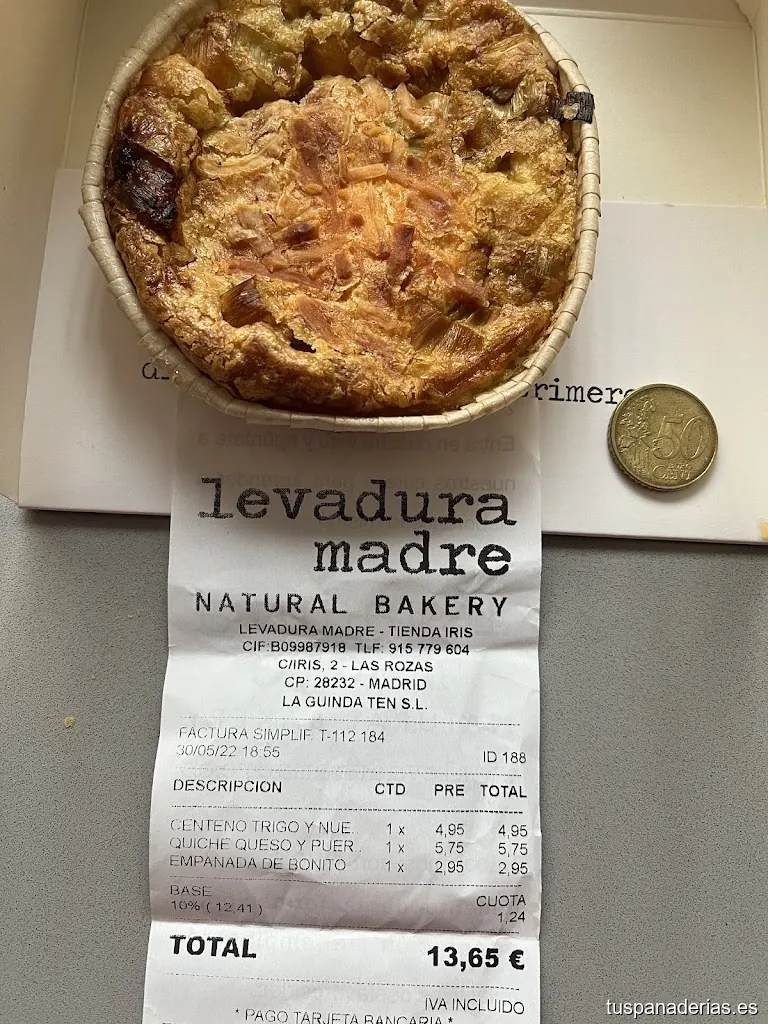 a
rimero
50
EURO
CENT
levadura
madre
NATURAL BAKERY
LEVADURA MADRE - TIENDA IRIS
CIF:B09987918 TLF: 915 779 604
C/IRIS, 2 - LAS ROZAS
CP: 28232 - MADRID
LA GUINDA TEN S.L.
FACTURA SIMPLIF. T-112 184
30/05/22 18:55 ID 188
DESCRIPCION CTD PRE TOTAL
CENTENO TRIGO Y NUE.. 1 x 4,95 4,95
QUICHE QUESO Y PUER.. 1 x 5,75 5,75
EMPANADA DE BONITO 1 x 2,95 2,95
BASE CUOTA
10% ( 12,41 ) 1,24
TOTAL 13,65 €
IVA INCLUIDO
* PAGO TARJETA BANCARIA *
tuspanaderias.es